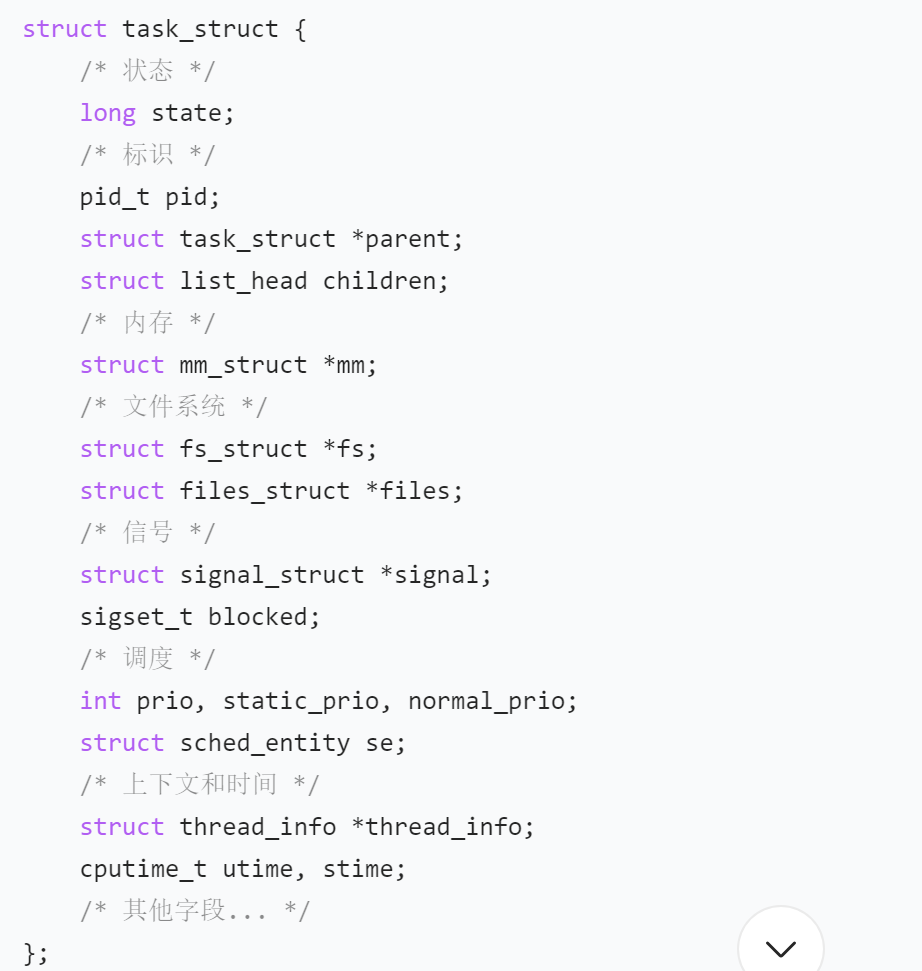 struct task_struct {
    /* 状态 */
    long state;
    /* 标识 */
    pid_t pid;
    struct task_struct *parent;
    struct list_head children;
    /* 内存 */
    struct mm_struct *mm;
    /* 文件系统 */
    struct fs_struct *fs;
    struct files_struct *files;
    /* 信号 */
    struct signal_struct *signal;
    sigset_t blocked;
    /* 调度 */
    int prio, static_prio, normal_prio;
    struct sched_entity se;
    /* 上下文和时间 */
    struct thread_info *thread_info;
    cputime_t utime, stime;
    /* 其他字段... */
};